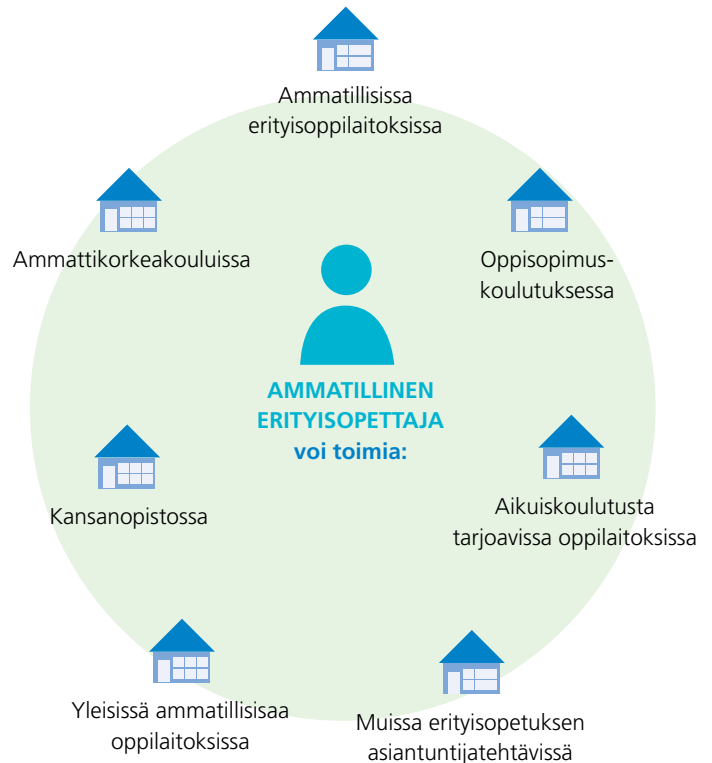 Ammatillisissa
erityisoppilaitoksissa
Ammattikorkeakouluissa
Oppisopimus-
koulutuksessa
AMMATILLINEN
ERITYISOPETTAJA
voi toimia:
Kansanopistossa
Aikuiskoulutusta
tarjoavissa oppilaitoksissa
Yleisissä ammatillisisaa
oppilaitoksissa
Muissa erityisopetuksen
asiantuntijatehtävissä